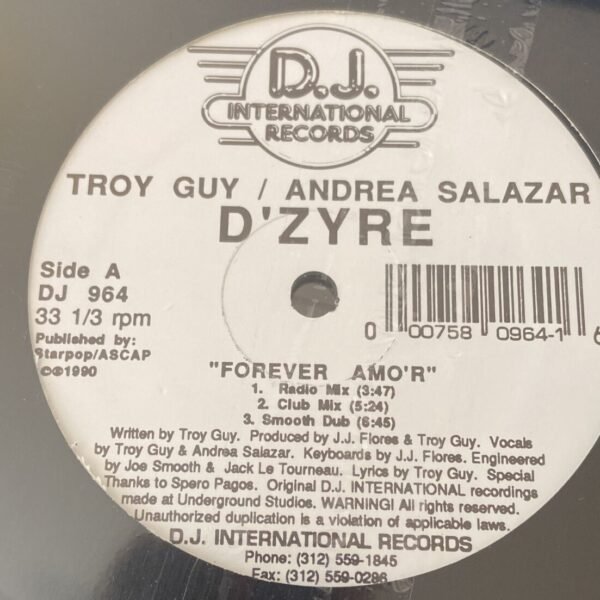 D.J.
INTERNATIONAL
RECORDS
TROY GUY / ANDREA SALAZAR
D'ZYRE
Side A
DJ 964
33 1/3 rpm
Published by:
Starpop/ASCAP
©℗1990
0 00758 0964-1 6
"FOREVER AMO'R"
1. Radio Mix (3:47)
2. Club Mix (5:24)
3. Smooth Dub (6:45)
Written by Troy Guy. Produced by J.J. Flores & Troy Guy. Vocals
by Troy Guy & Andrea Salazar. Keyboards by J.J. Flores. Engineered
by Joe Smooth & Jack Le Tourneau. Lyrics by Troy Guy. Special
Thanks to Spero Pagos. Original D.J. INTERNATIONAL recordings
made at Underground Studios. WARNING! All rights reserved.
Unauthorized duplication is a violation of applicable laws.
D.J. INTERNATIONAL RECORDS
Phone: (312) 559-1845
Fax: (312) 559-0286